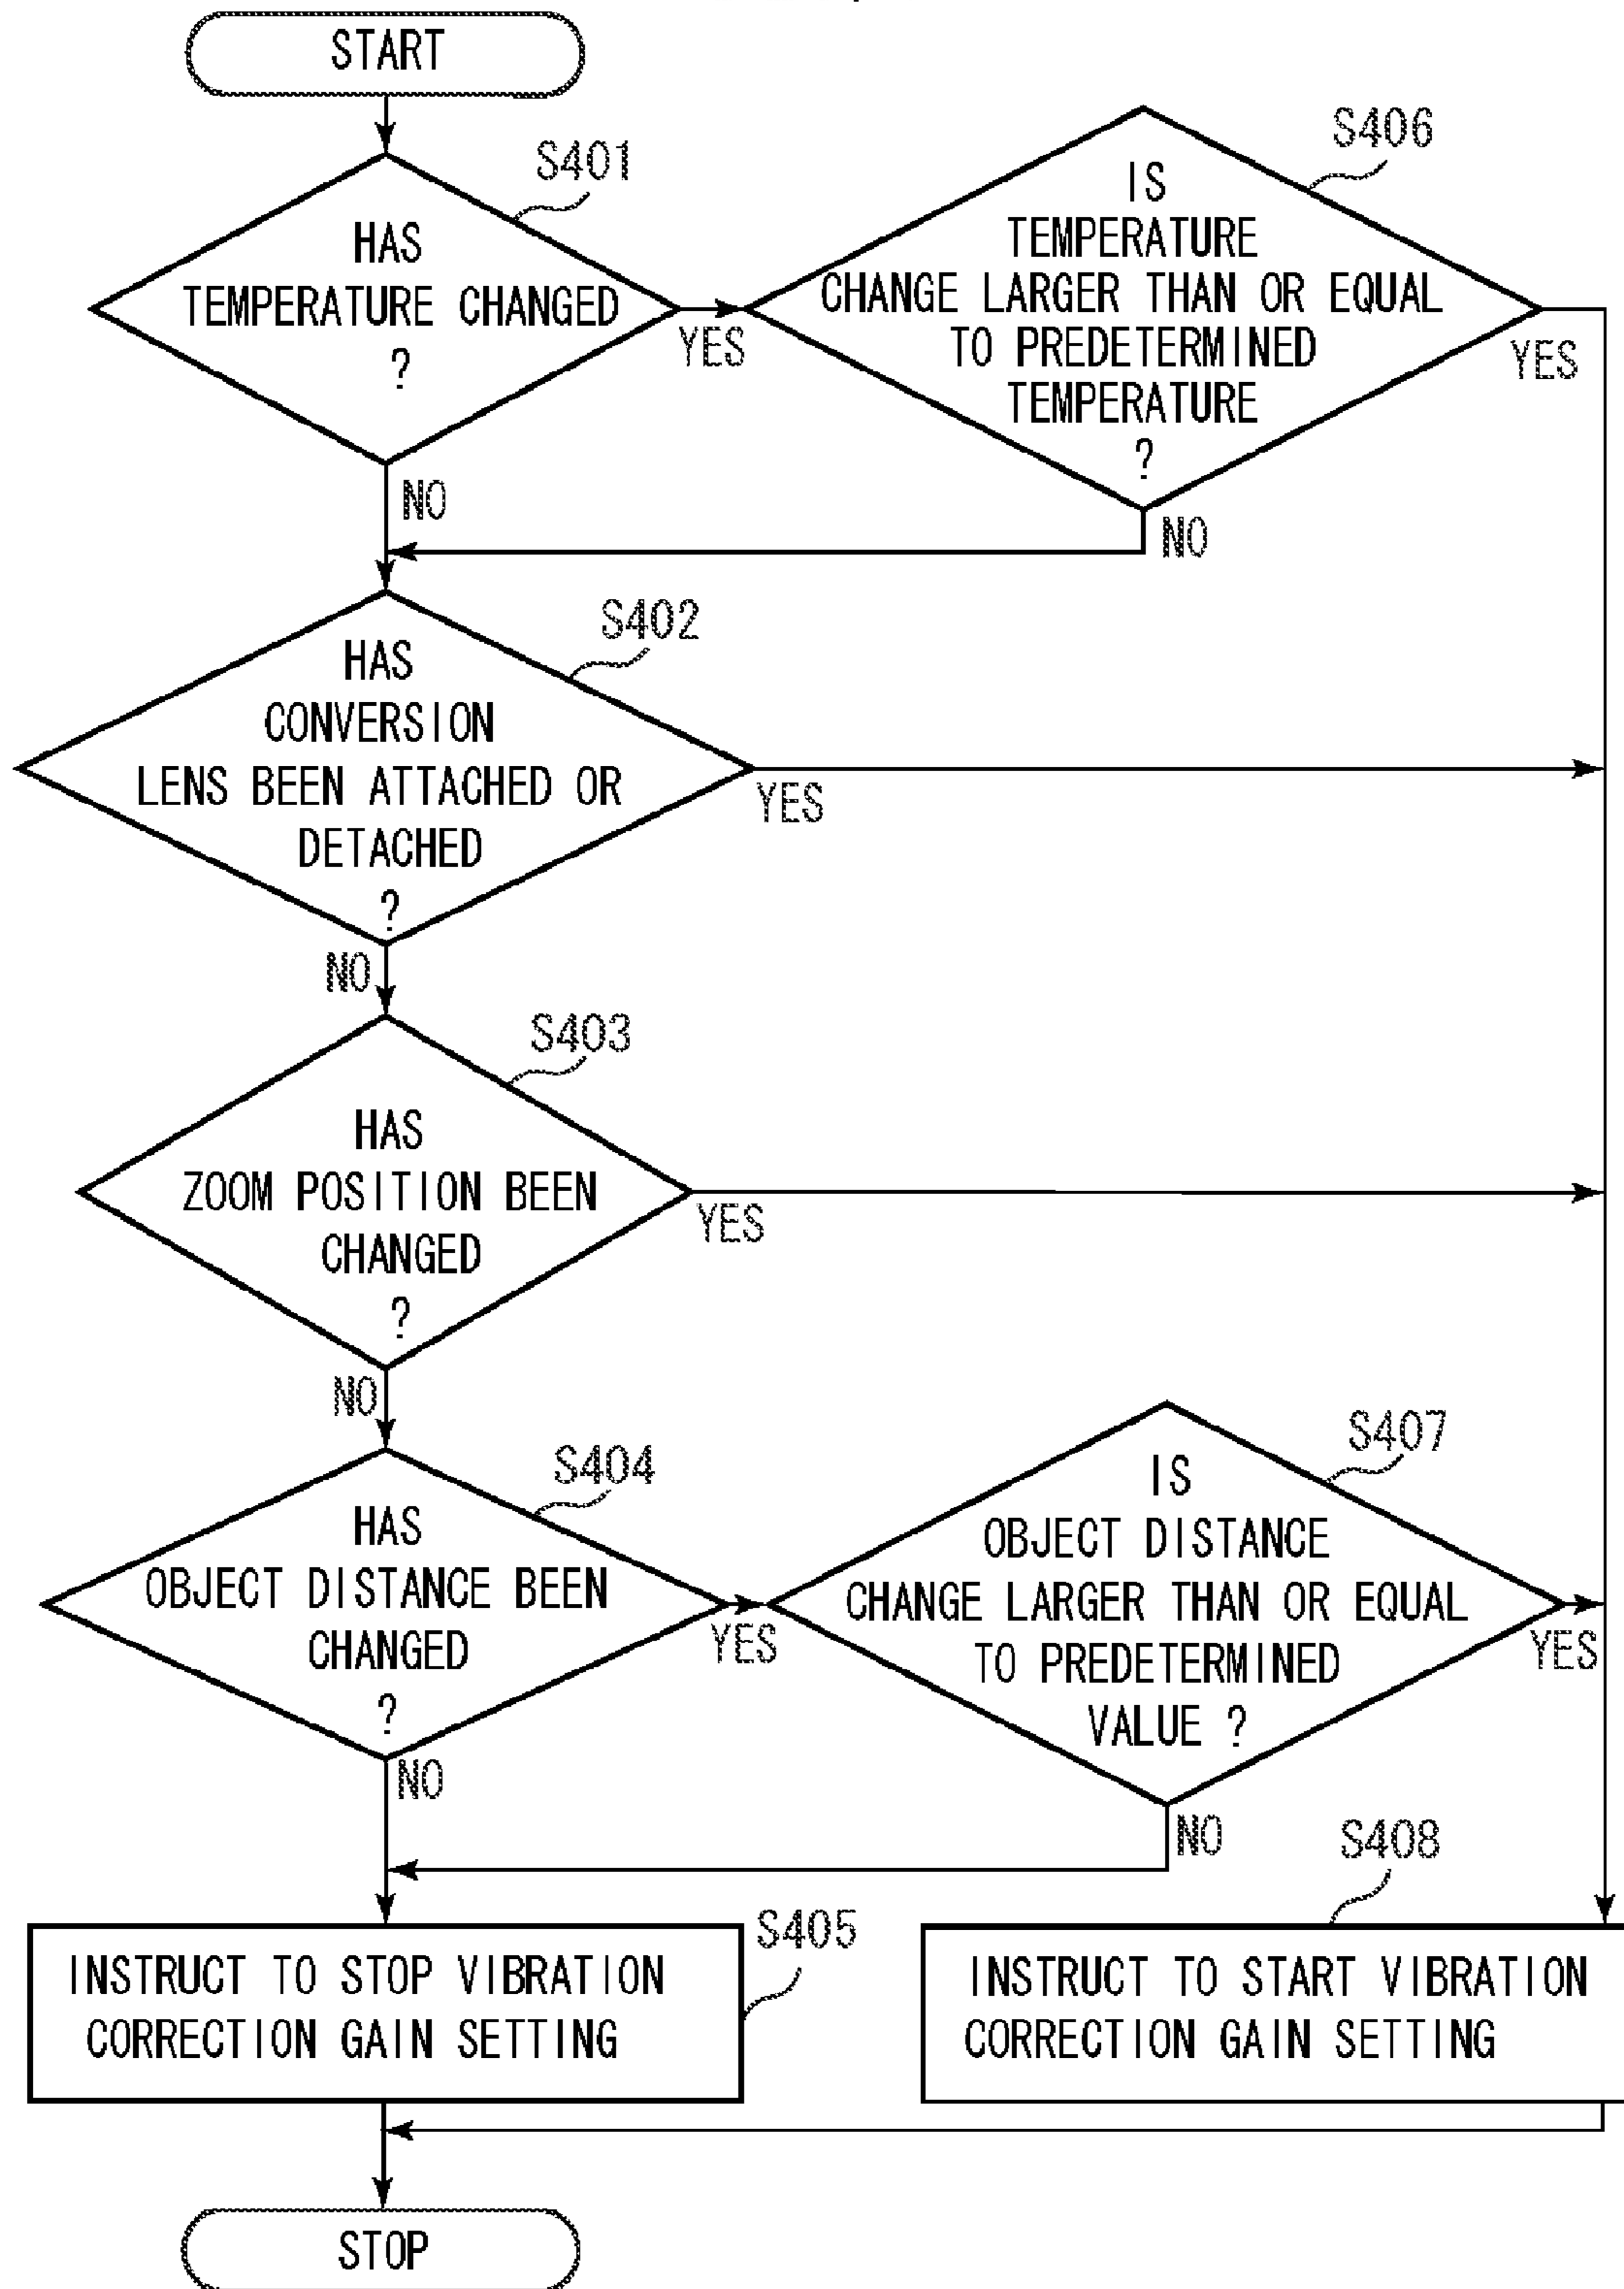 START
S401
HAS
TEMPERATURE CHANGED
?
YES
NO
S406
IS
TEMPERATURE
CHANGE LARGER THAN OR EQUAL
TO PREDETERMINED
TEMPERATURE
?
YES
NO
S402
HAS
CONVERSION
LENS BEEN ATTACHED OR
DETACHED
?
YES
NO
S403
HAS
ZOOM POSITION BEEN
CHANGED
?
YES
NO
S404
HAS
OBJECT DISTANCE BEEN
CHANGED
?
YES
NO
S407
IS
OBJECT DISTANCE
CHANGE LARGER THAN OR EQUAL
TO PREDETERMINED
VALUE ?
YES
NO
S405
INSTRUCT TO STOP VIBRATION
CORRECTION GAIN SETTING
S408
INSTRUCT TO START VIBRATION
CORRECTION GAIN SETTING
STOP